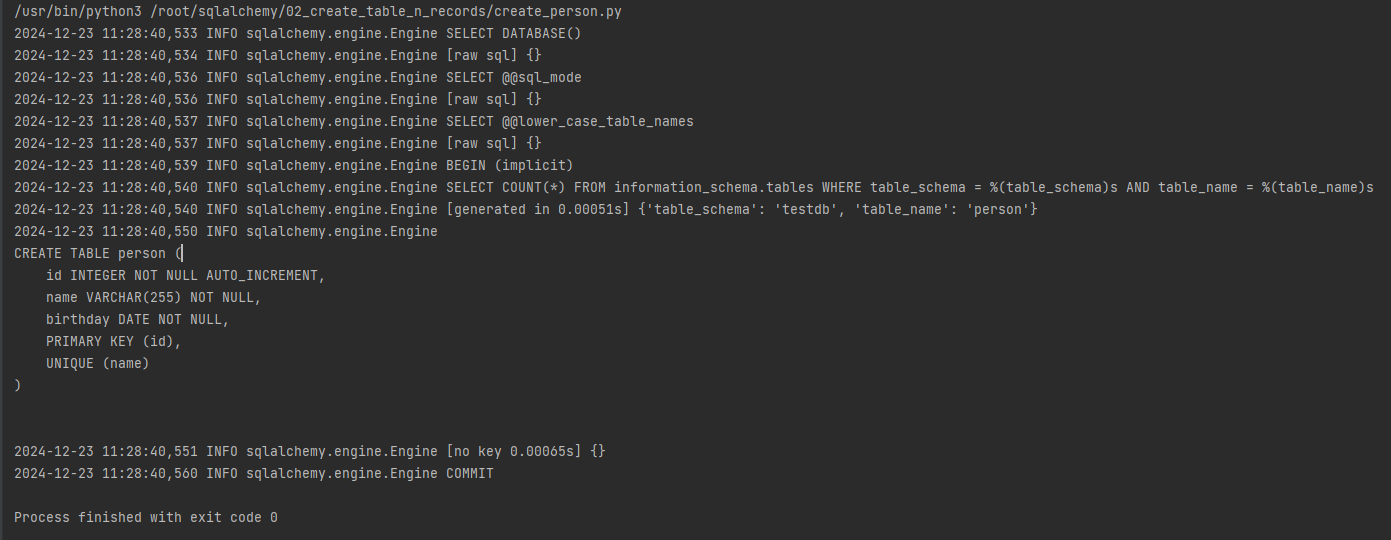 /usr/bin/python3 /root/sqlalchemy/02_create_table_n_records/create_person.py
2024-12-23 11:28:40,533 INFO sqlalchemy.engine.Engine SELECT DATABASE()
2024-12-23 11:28:40,534 INFO sqlalchemy.engine.Engine [raw sql] {}
2024-12-23 11:28:40,536 INFO sqlalchemy.engine.Engine SELECT @@sql_mode
2024-12-23 11:28:40,536 INFO sqlalchemy.engine.Engine [raw sql] {}
2024-12-23 11:28:40,537 INFO sqlalchemy.engine.Engine SELECT @@lower_case_table_names
2024-12-23 11:28:40,537 INFO sqlalchemy.engine.Engine [raw sql] {}
2024-12-23 11:28:40,539 INFO sqlalchemy.engine.Engine BEGIN (implicit)
2024-12-23 11:28:40,540 INFO sqlalchemy.engine.Engine SELECT COUNT(*) FROM information_schema.tables WHERE table_schema = %(table_schema)s AND table_name = %(table_name)s
2024-12-23 11:28:40,540 INFO sqlalchemy.engine.Engine [generated in 0.00051s] {'table_schema': 'testdb', 'table_name': 'person'}
2024-12-23 11:28:40,550 INFO sqlalchemy.engine.Engine
CREATE TABLE person (
    id INTEGER NOT NULL AUTO_INCREMENT,
    name VARCHAR(255) NOT NULL,
    birthday DATE NOT NULL,
    PRIMARY KEY (id),
    UNIQUE (name)
)
2024-12-23 11:28:40,551 INFO sqlalchemy.engine.Engine [no key 0.00065s] {}
2024-12-23 11:28:40,560 INFO sqlalchemy.engine.Engine COMMIT
Process finished with exit code 0